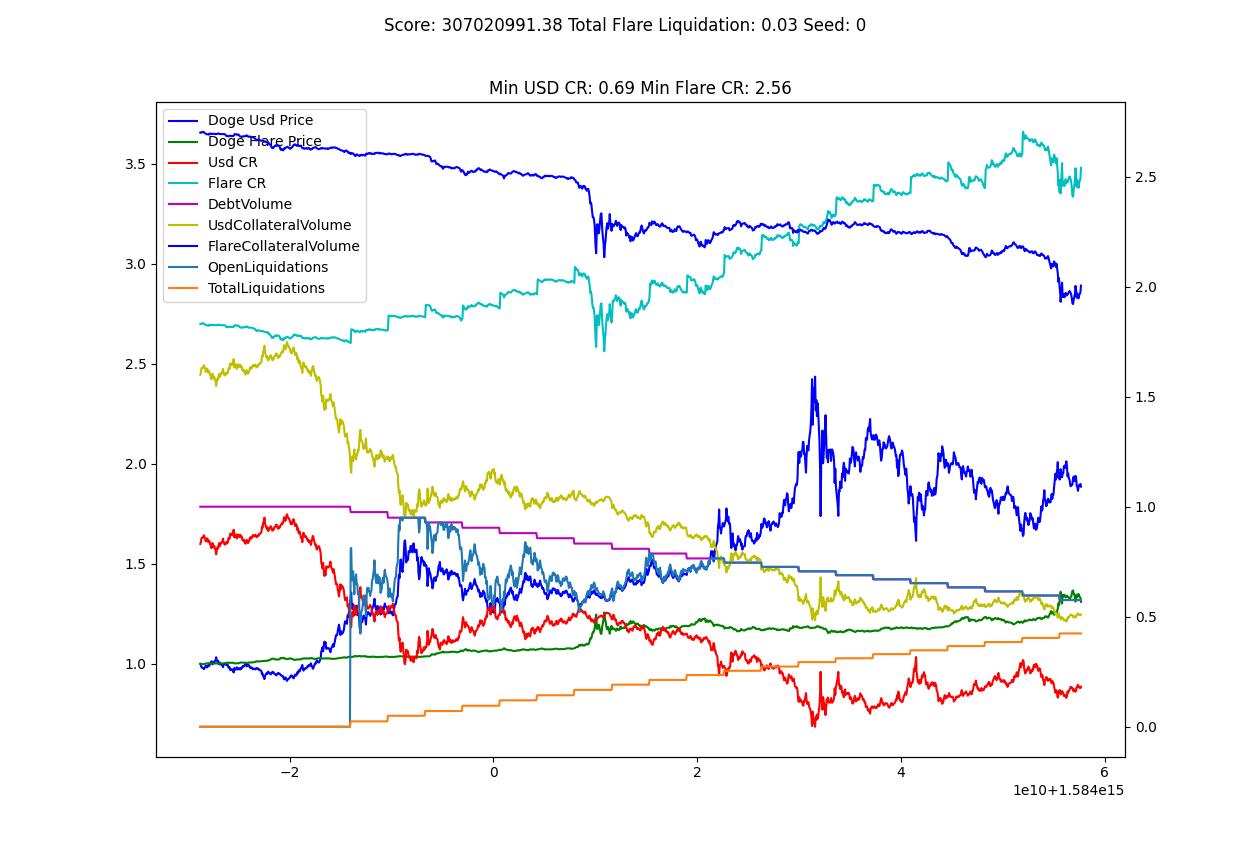 Score: 307020991.38 Total Flare Liquidation: 0.03 Seed: 0
Min USD CR: 0.69 Min Flare CR: 2.56
Doge Usd Price
Doge Flare Price
Usd CR
Flare CR
DebtVolume
UsdCollateralVolume
FlareCollateralVolume
OpenLiquidations
TotalLiquidations
3.5
3.0
2.5
2.0
1.5
1.0
2.5
2.0
1.5
1.0
0.5
0.0
−2
0
2
4
6
1e10+1.584e15